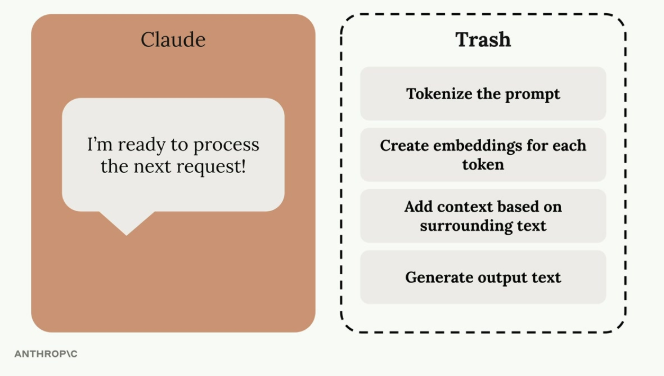 Claude
I’m ready to process
the next request!
Trash
Tokenize the prompt
Create embeddings for each
token
Add context based on
surrounding text
Generate output text
ANTHROP\C